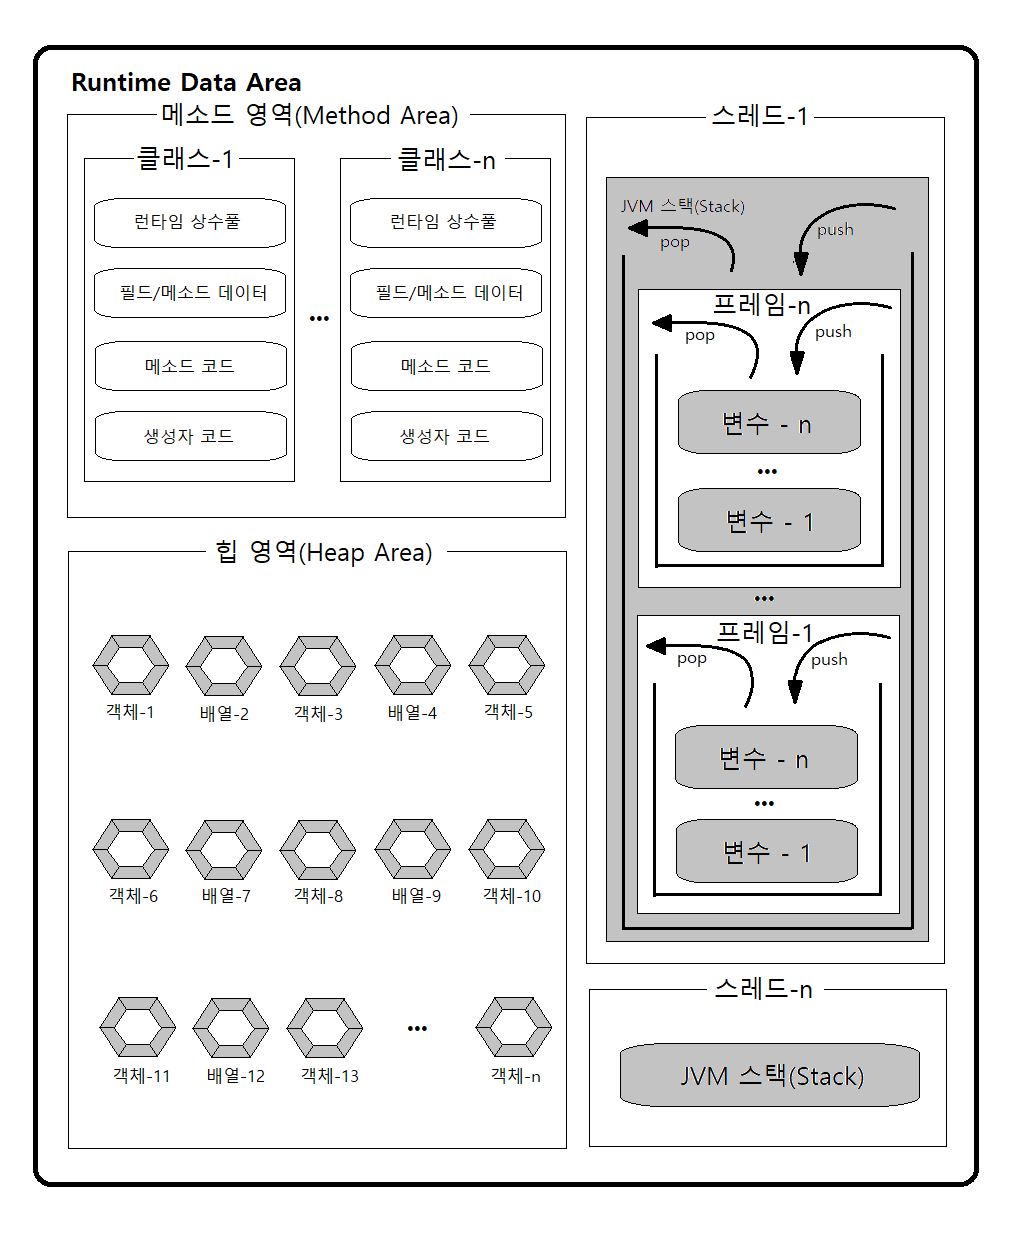 Runtime Data Area
메소드 영역(Method Area)
클래스-1
런타임 상수풀
필드/메소드 데이터
메소드 코드
생성자 코드
...
클래스-n
런타임 상수풀
필드/메소드 데이터
메소드 코드
생성자 코드
힙 영역(Heap Area)
객체-1
배열-2
객체-3
배열-4
객체-5
객체-6
배열-7
객체-8
배열-9
객체-10
객체-11
배열-12
객체-13
...
객체-n
스레드-1
JVM 스택(Stack)
pop
push
프레임-n
pop
push
변수 - n
...
변수 - 1
...
프레임-1
pop
push
변수 - n
...
변수 - 1
스레드-n
JVM 스택(Stack)